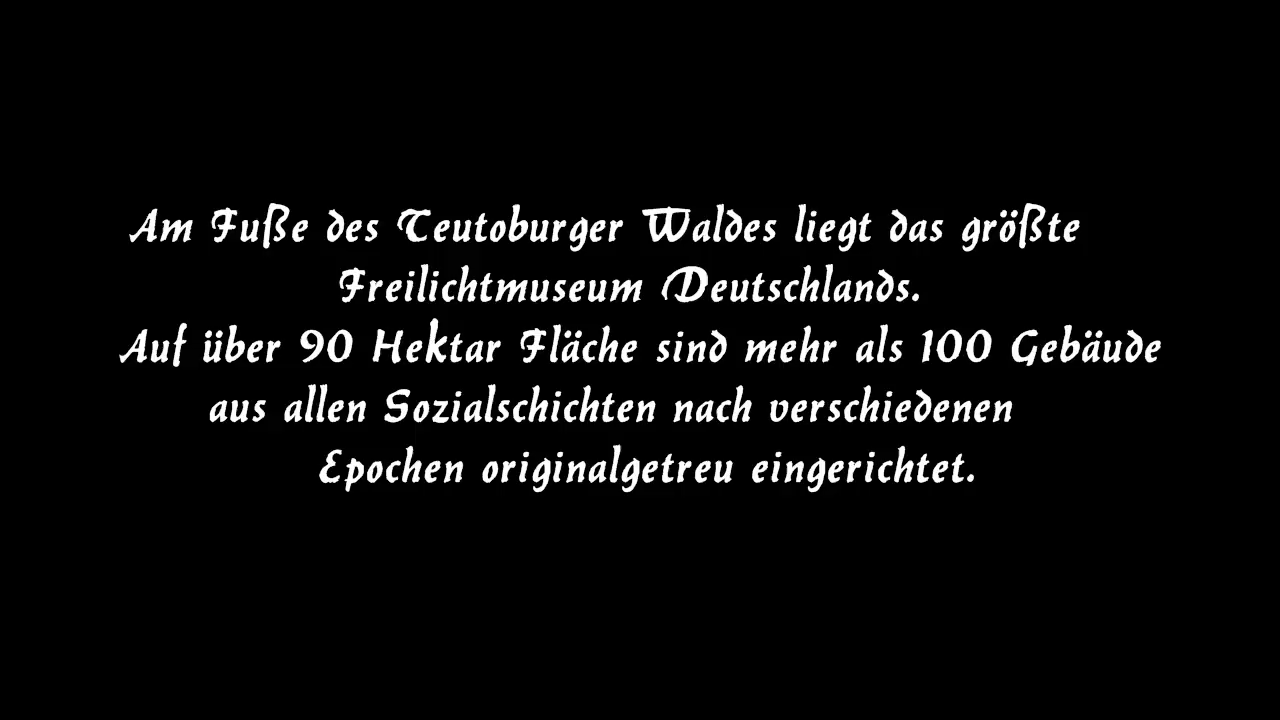 Am Fuße des Teutoburger Waldes liegt das größte
Freilichtmuseum Deutschlands.
Auf über 90 Hektar Fläche sind mehr als 100 Gebäude
aus allen Sozialschichten nach verschiedenen
Epochen originalgetreu eingerichtet.